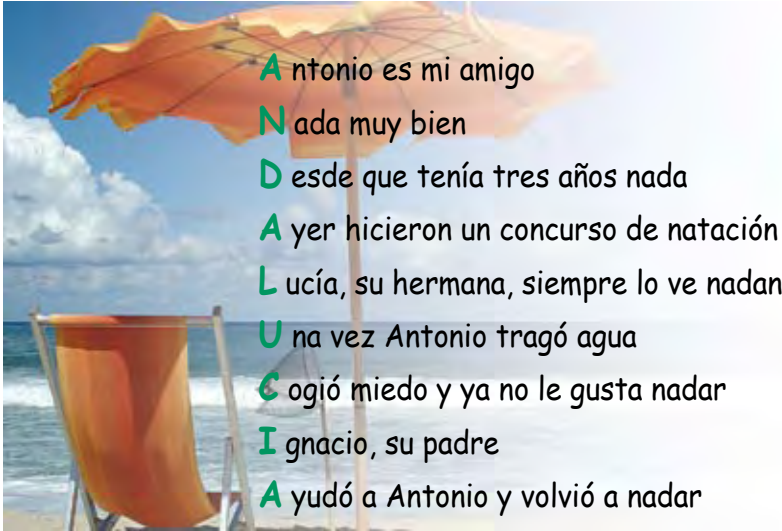 Antonio es mi amigo
Nada muy bien
Desde que tenía tres años nada
Ayer hicieron un concurso de natación
Lucía, su hermana, siempre lo ve nadan
Una vez Antonio tragó agua
Cogió miedo y ya no le gusta nadar
Ignacio, su padre
Ayudó a Antonio y volvió a nadar